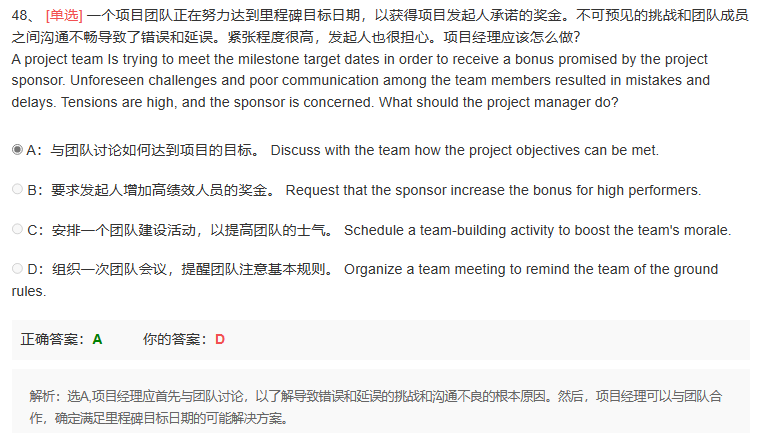 48、 [单选] 一个项目团队正在努力达到里程碑目标日期，以获得项目发起人承诺的奖金。不可预见的挑战和团队成员
之间沟通不畅导致了错误和延误。紧张程度很高，发起人也很担心。项目经理应该怎么做?
A project team Is trying to meet the milestone target dates in order to receive a bonus promised by the project
sponsor. Unforeseen challenges and poor communication among the team members resulted in mistakes and
delays. Tensions are high, and the sponsor is concerned. What should the project manager do?
A：与团队讨论如何达到项目的目标。 Discuss with the team how the project objectives can be met.
B：要求发起人增加高绩效人员的奖金。 Request that the sponsor increase the bonus for high performers.
C：安排一个团队建设活动，以提高团队的士气。 Schedule a team-building activity to boost the team's morale.
D：组织一次团队会议，提醒团队注意基本规则。 Organize a team meeting to remind the team of the ground
rules.
正确答案：A 你的答案：D
解析：选A,项目经理应首先与团队讨论，以了解导致错误和延误的挑战和沟通不良的根本原因。然后，项目经理可以与团队合
作，确定满足里程碑目标日期的可能解决方案。